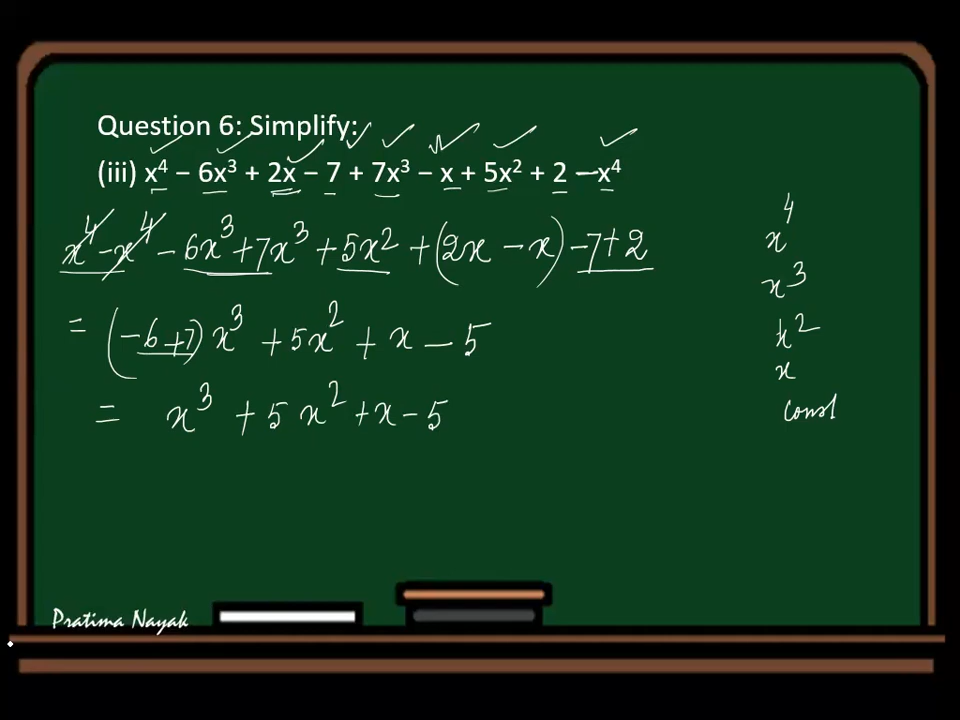 Question 6: Simplify:
(iii) x⁴ − 6x³ + 2x − 7 + 7x³ − x + 5x² + 2 − x⁴
x⁴ - x⁴ - 6x³ + 7x³ + 5x² + (2x - x) - 7 + 2
= (-6 + 7) x³ + 5x² + x - 5
= x³ + 5x² + x - 5
x⁴
x³
x²
x
const
Pratima Nayak